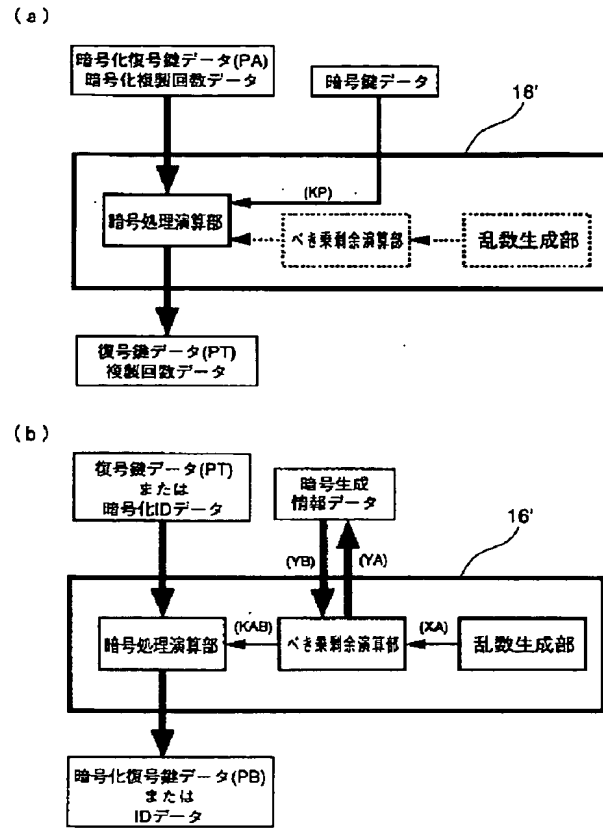 (a)
暗号化復号鍵データ(PA)
暗号化複製回数データ
暗号鍵データ
16'
(KP)
暗号処理演算部
べき乗剰余演算部
乱数生成部
復号鍵データ(PT)
複製回数データ
(b)
復号鍵データ(PT)
または
暗号化IDデータ
暗号生成
情報データ
16'
(YB)
(YA)
(KAB)
(XA)
暗号処理演算部
べき乗剰余演算部
乱数生成部
暗号化復号鍵データ(PB)
または
IDデータ